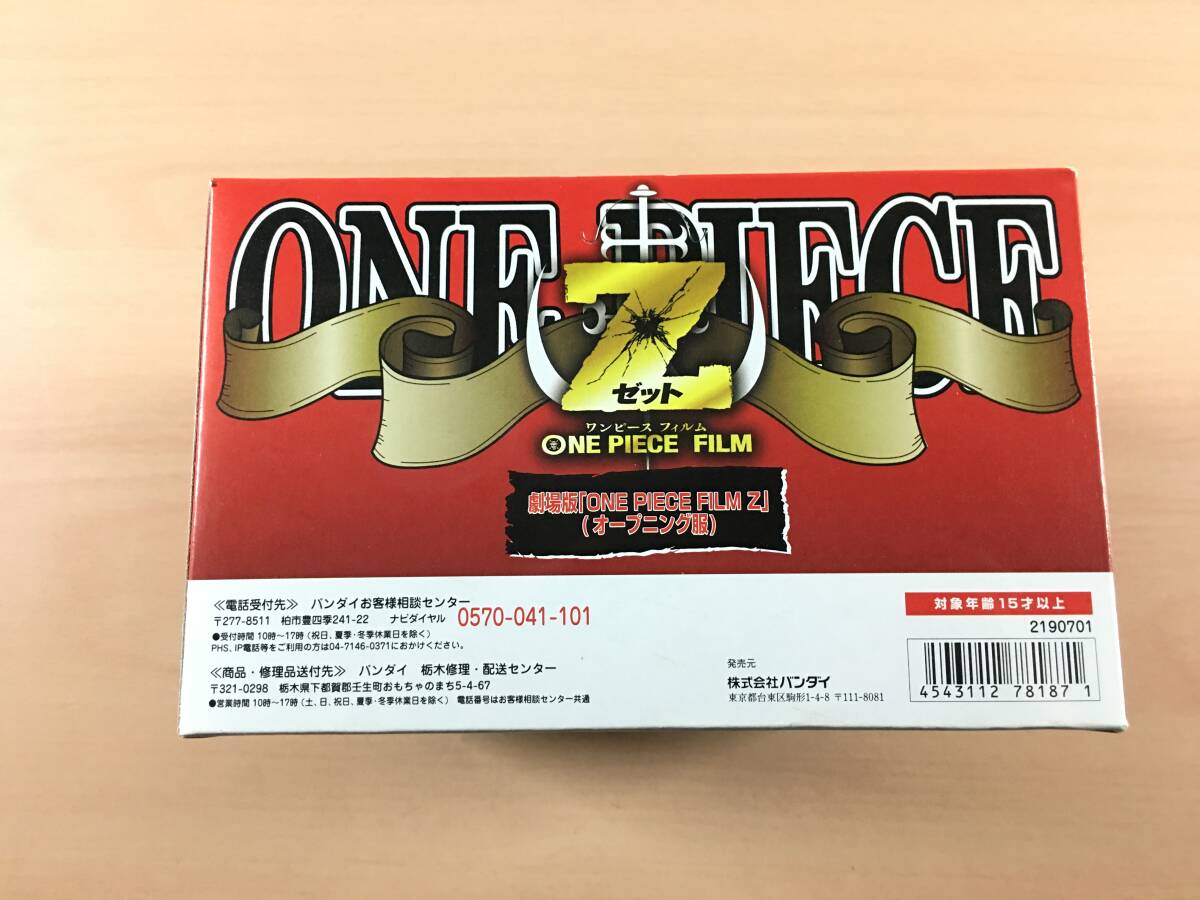 ONE PIECE
Z
ゼット
ワンピース フィルム
ONE PIECE FILM
劇場版「ONE PIECE FILM Z」
(オープニング服)
≪電話受付先≫ バンダイお客様相談センター
〒277-8511 柏市豊四季241-22 ナビダイヤル 0570-041-101
●受付時間 10時〜17時(祝日、夏季・冬季休業日を除く)
PHS、IP電話等をご利用の方は04-7146-0371におかけください。
≪商品・修理品送付先≫ バンダイ 栃木修理・配送センター
〒321-0298 栃木県下都賀郡壬生町おもちゃのまち5-4-67
●営業時間 10時〜17時(土、日、祝日、夏季・冬季休業日を除く) 電話番号はお客様相談センター共通
発売元
株式会社バンダイ
東京都台東区駒形1-4-8 〒111-8081
対象年齢15才以上
2190701
4543112 78187 1